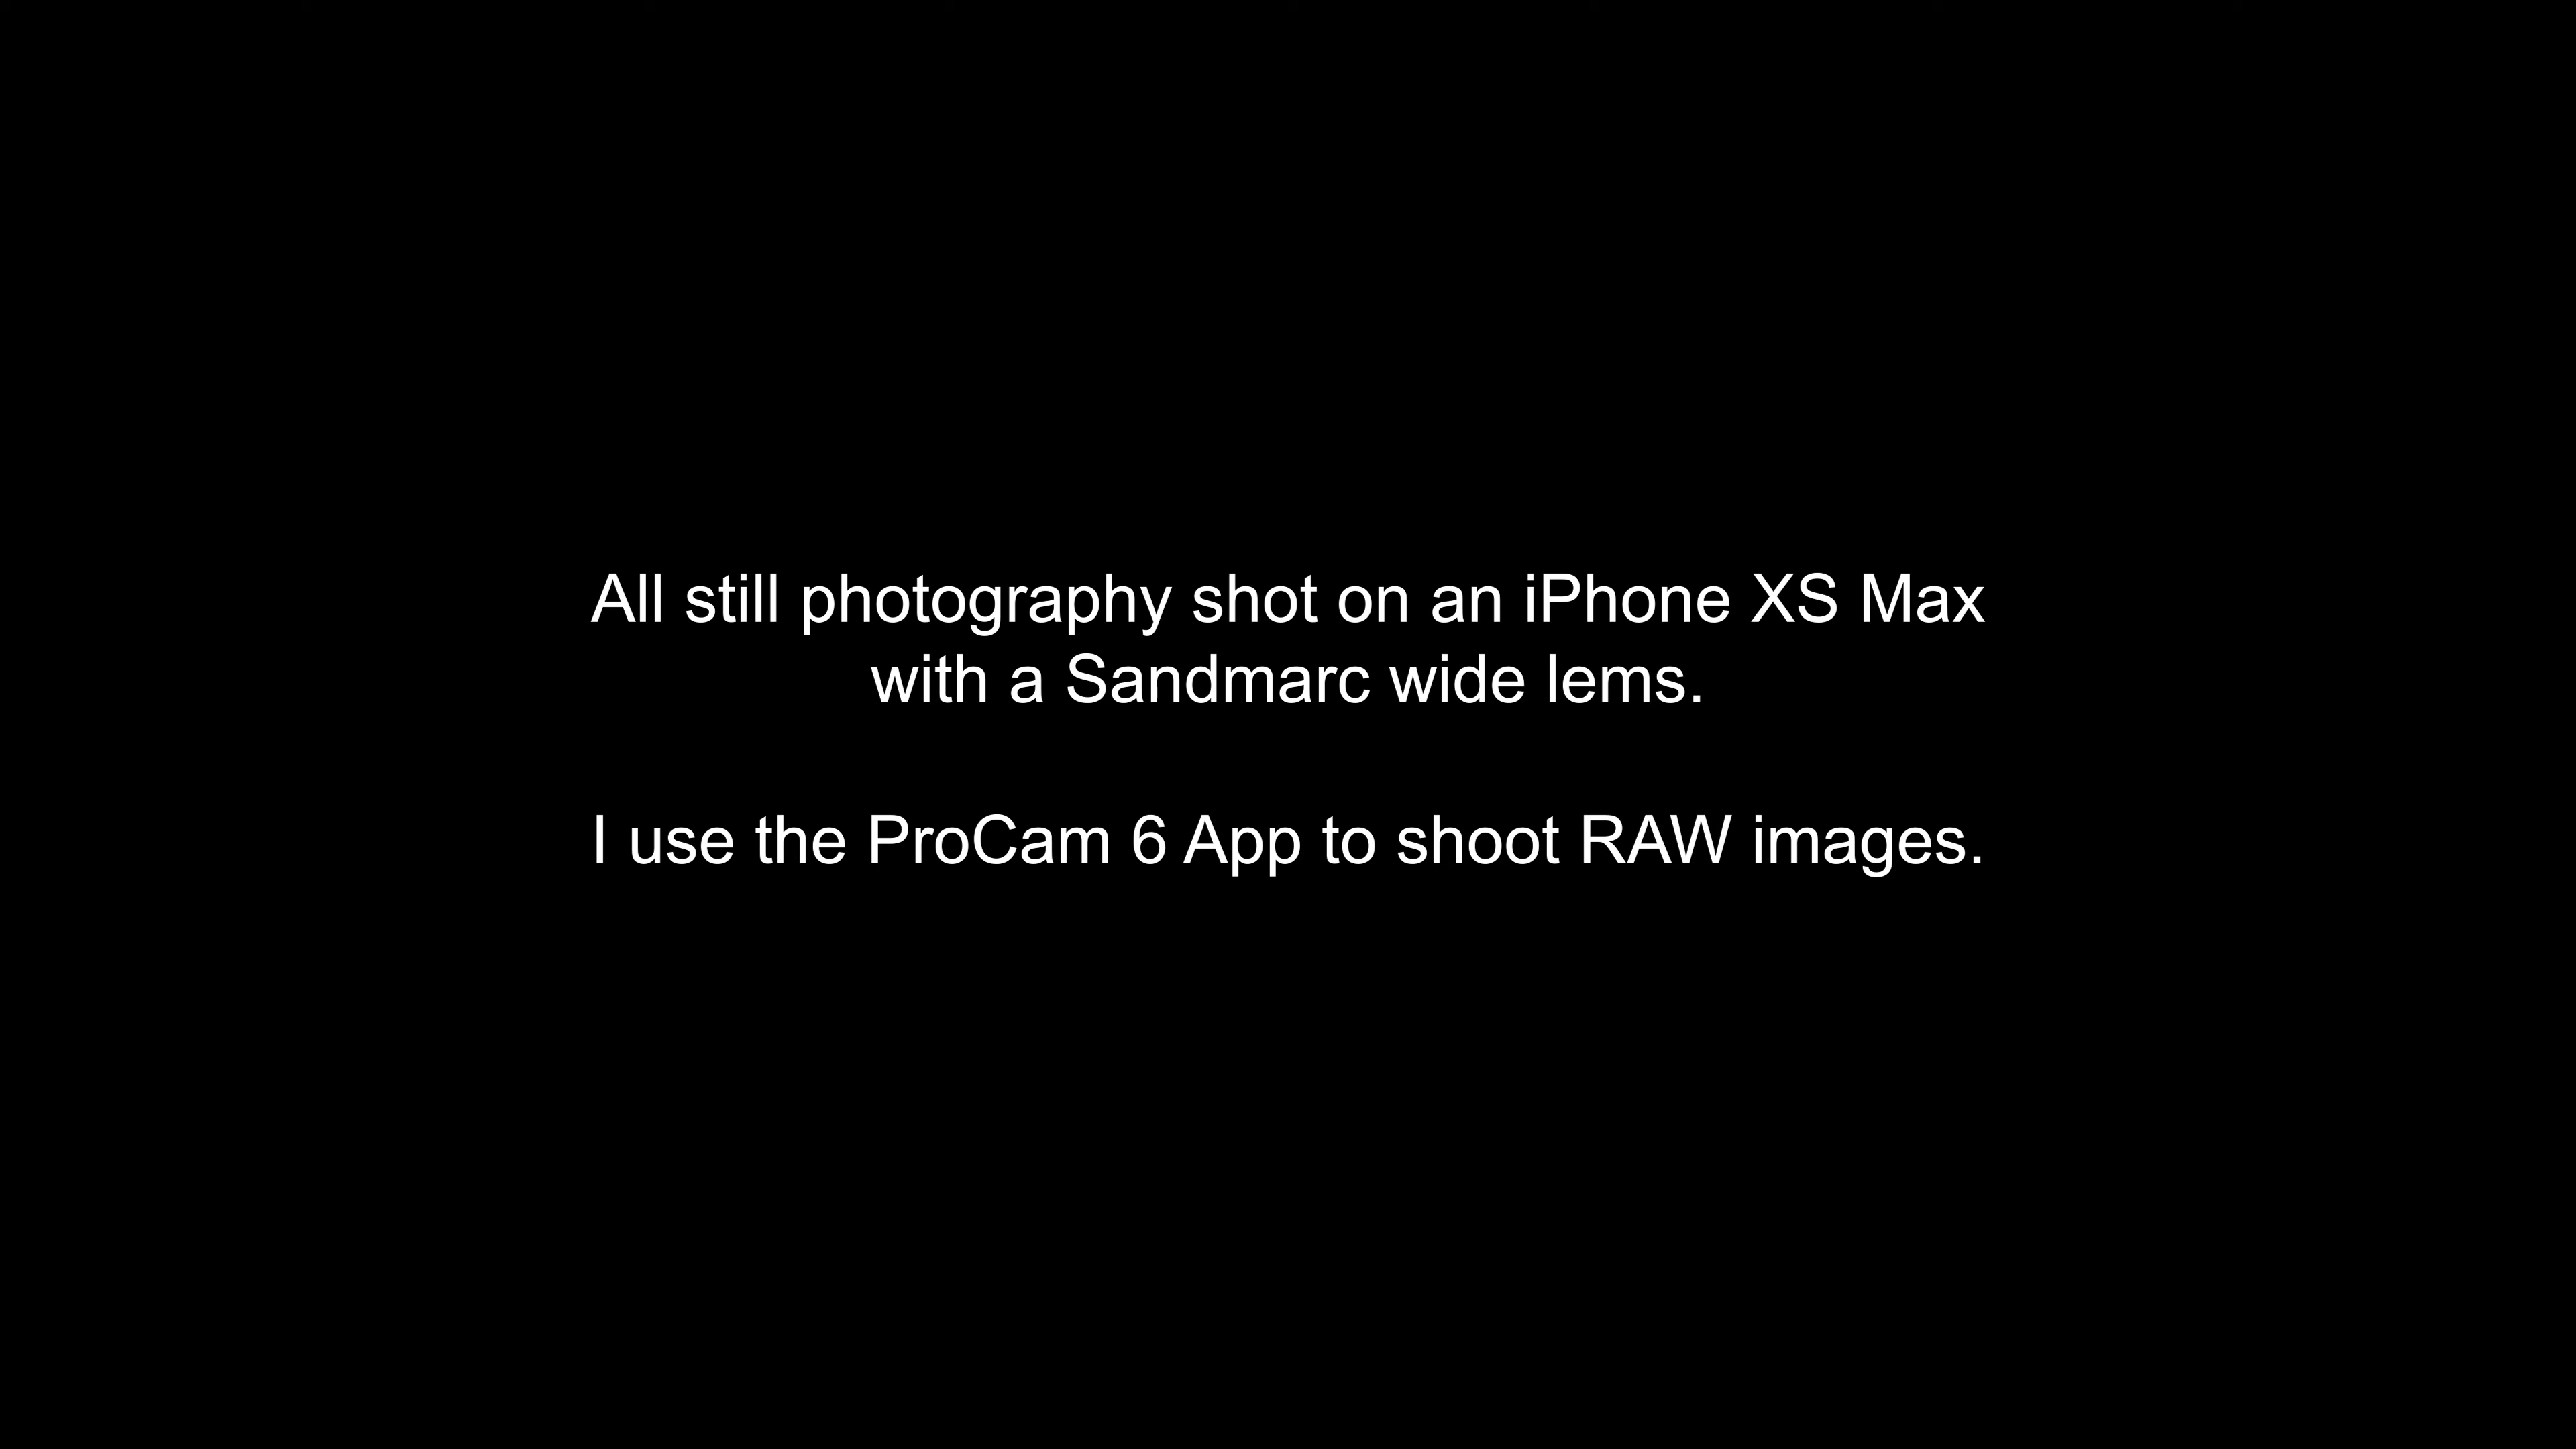 All still photography shot on an iPhone XS Max
with a Sandmarc wide lems.
I use the ProCam 6 App to shoot RAW images.